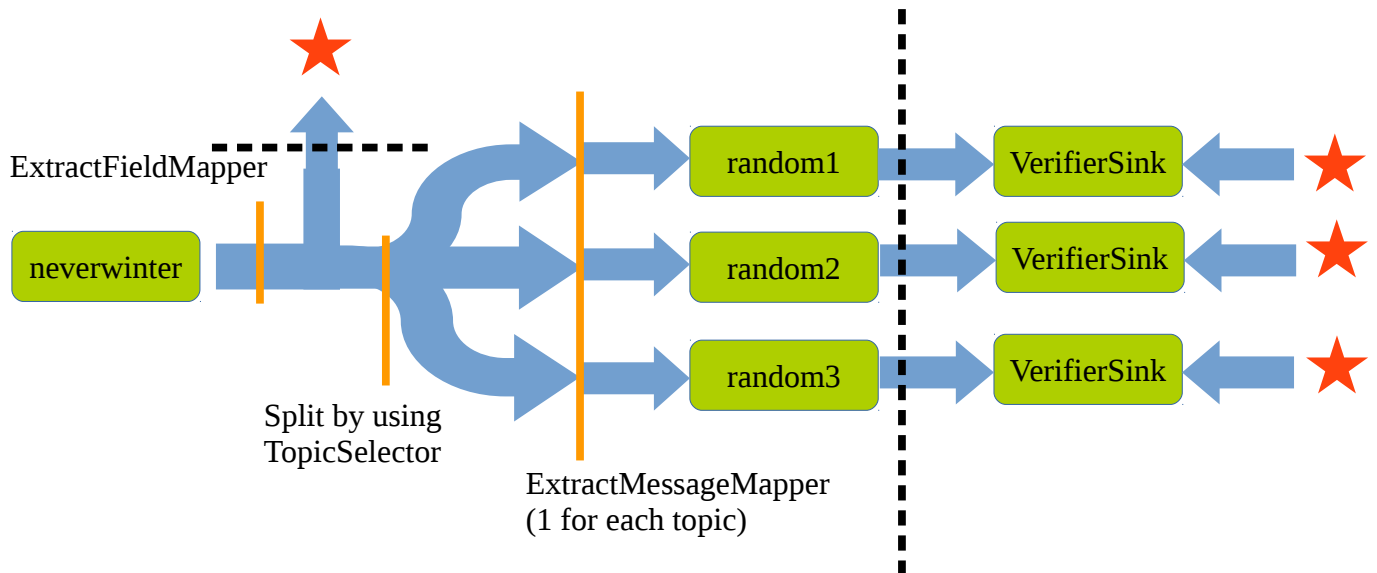 ExtractFieldMapper
neverwinter
Split by using
TopicSelector
ExtractMessageMapper
(1 for each topic)
random1
random2
random3
VerifierSink
VerifierSink
VerifierSink